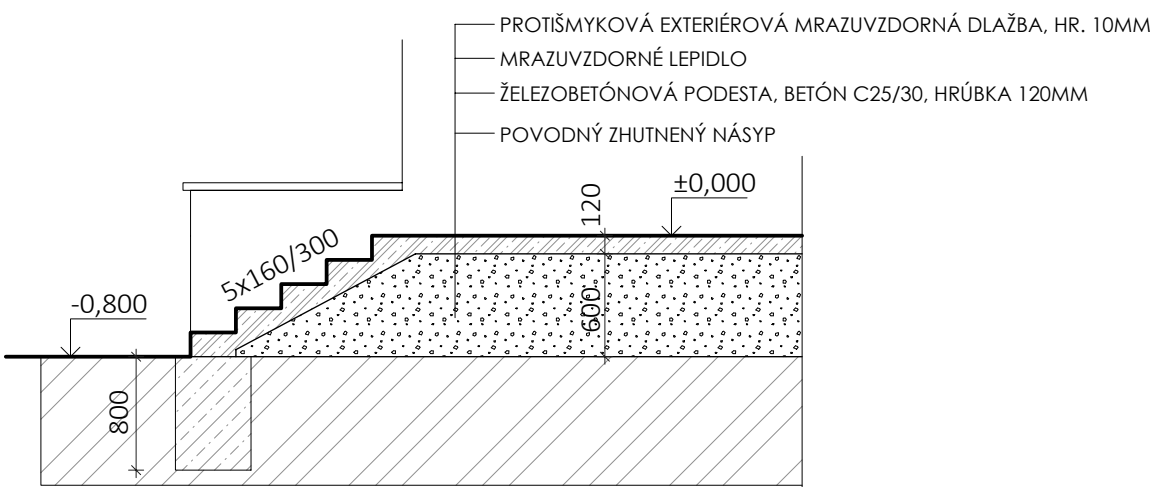 PROTIŠMYKOVÁ EXTERIÉROVÁ MRAZUVZDORNÁ DLAŽBA, HR. 10MM
MRAZUVZDORNÉ LEPIDLO
ŽELEZOBETÓNOVÁ PODESTA, BETÓN C25/30, HRÚBKA 120MM
POVODNÝ ZHUTNENÝ NÁSYP
±0,000
120
5x160/300
-0,800
600
800